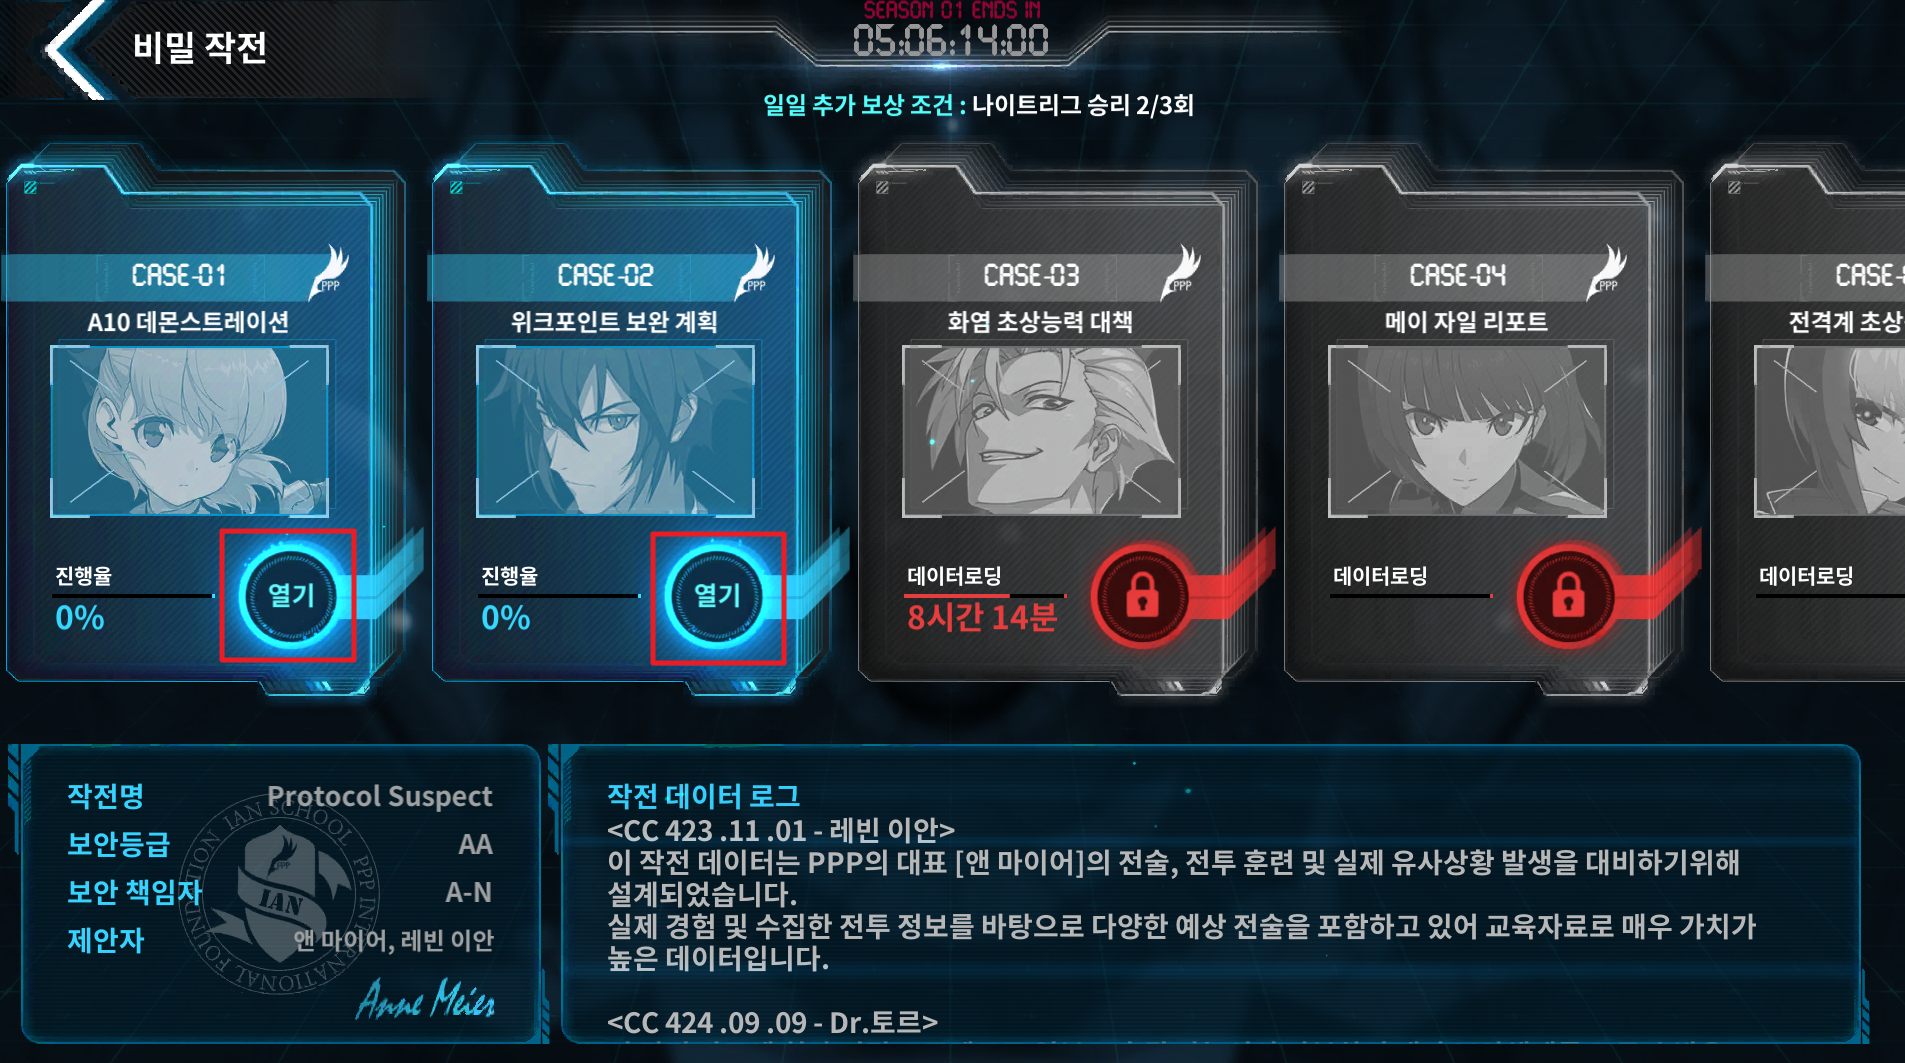 비밀 작전
SEASON 01 ENDS IN
05:06:14:00
일일 추가 보상 조건 : 나이트리그 승리 2/3회
CASE-01
PPP
A10 데몬스트레이션
진행율
0%
열기
CASE-02
PPP
위크포인트 보완 계획
진행율
0%
열기
CASE-03
PPP
화염 초상능력 대책
데이터로딩
8시간 14분
CASE-04
PPP
메이 자일 리포트
데이터로딩
CASE-
전격계 초상
데이터로딩
작전명 Protocol Suspect
보안등급 AA
보안 책임자 A-N
제안자 앤 마이어, 레빈 이안
IAN SCHOOL PPP INTERNATIONAL FOUNDATION
PPP
IAN
Anne Meier
작전 데이터 로그
<CC 423 .11 .01 - 레빈 이안>
이 작전 데이터는 PPP의 대표 [앤 마이어]의 전술, 전투 훈련 및 실제 유사상황 발생을 대비하기위해
설계되었습니다.
실제 경험 및 수집한 전투 정보를 바탕으로 다양한 예상 전술을 포함하고 있어 교육자료로 매우 가치가
높은 데이터입니다.
<CC 424 .09 .09 - Dr.토르>